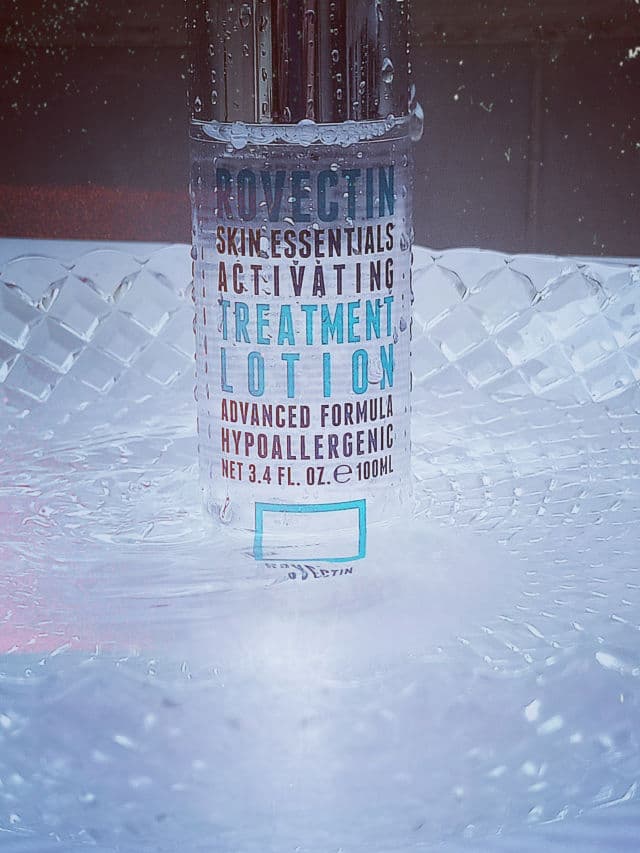 ROVECTIN
SKIN ESSENTIALS
ACTIVATING
TREATMENT
LOTION
ADVANCED FORMULA
HYPOALLERGENIC
NET 3.4 FL. OZ. ℮ 100ML